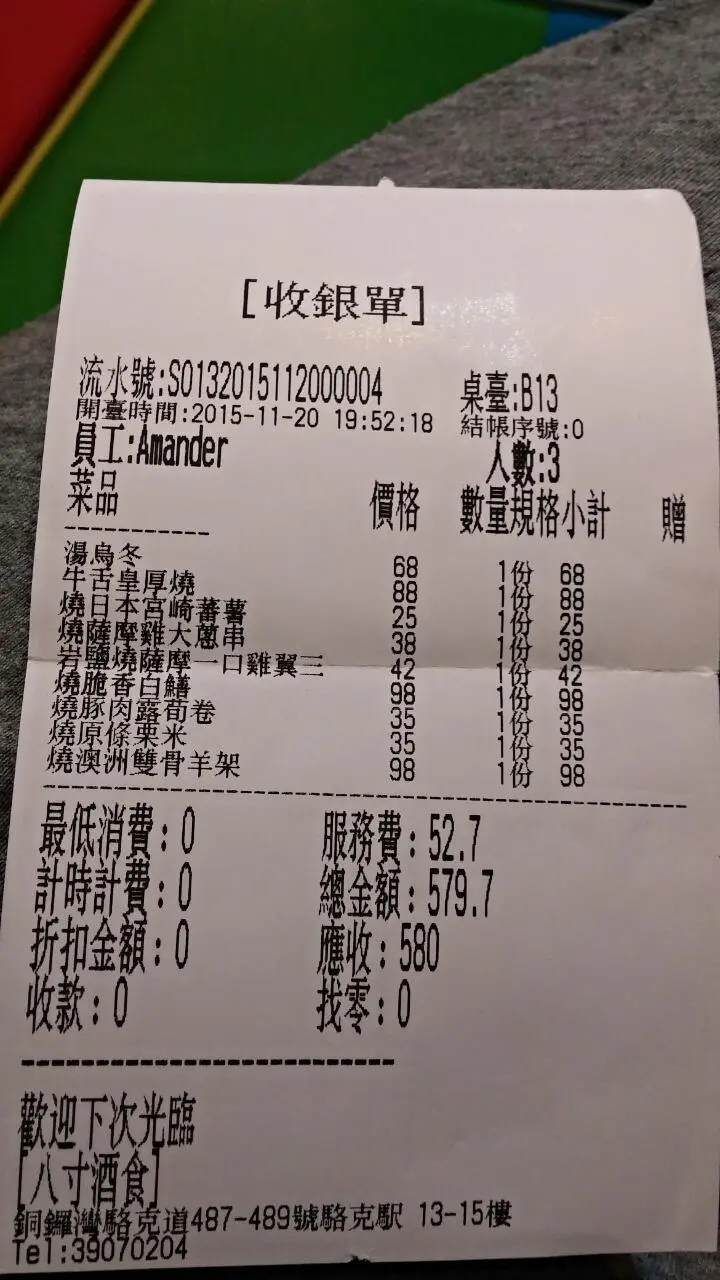 [收銀單]
流水號:S0132015112000004 桌臺:B13
開臺時間:2015-11-20 19:52:18 結帳序號:0
員工:Amander 人數:3
菜品 價格 數量規格小計 贈
湯烏冬 68 1份 68
牛舌皇厚燒 88 1份 88
燒日本宮崎蕃薯 25 1份 25
燒薩摩雞大蔥串 38 1份 38
岩鹽燒薩摩一口雞翼三 42 1份 42
燒脆香白鱔 98 1份 98
燒豚肉露荀卷 35 1份 35
燒原條粟米 35 1份 35
燒澳洲雙骨羊架 98 1份 98
最低消費:0 服務費:52.7
計時計費:0 總金額:579.7
折扣金額:0 應收:580
收款:0 找零:0
歡迎下次光臨
[八寸酒食]
銅鑼灣駱克道487-489號駱克駅 13-15樓
Tel:39070204